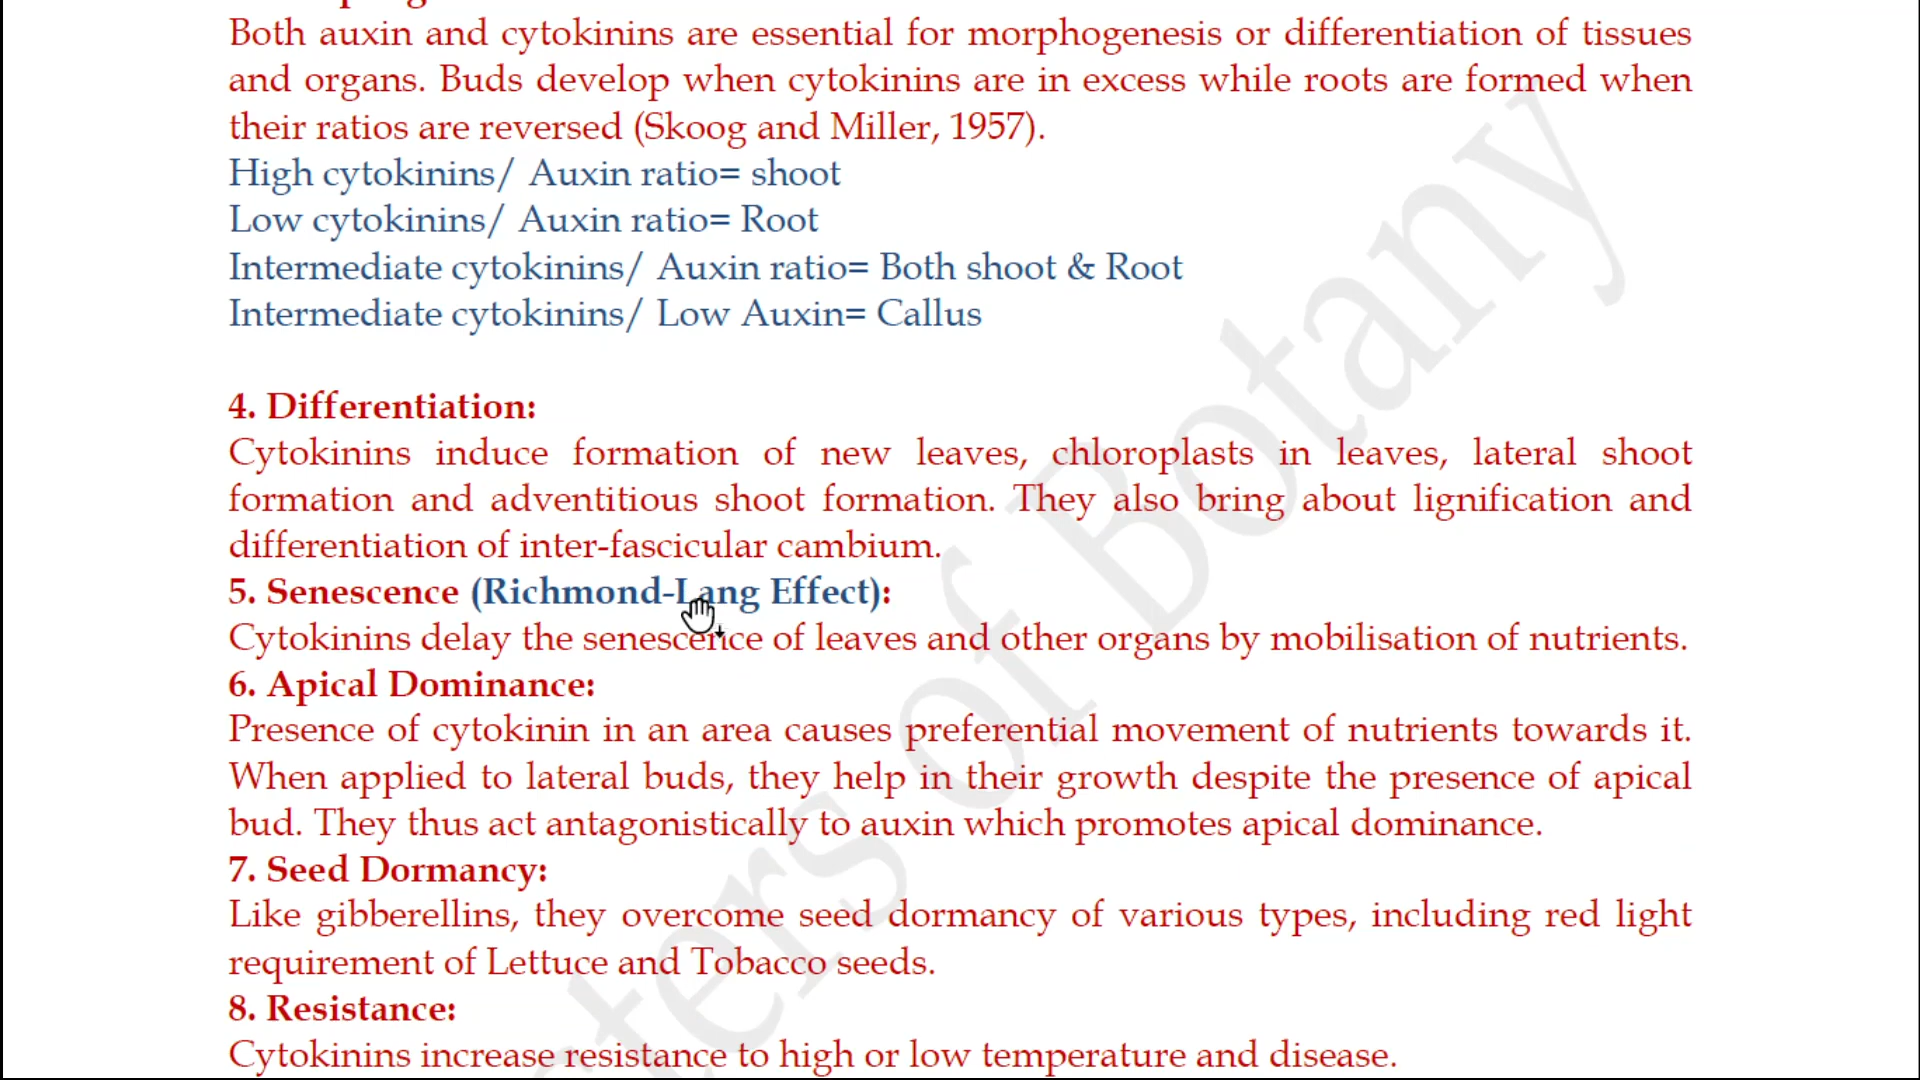 Both auxin and cytokinins are essential for morphogenesis or differentiation of tissues
and organs. Buds develop when cytokinins are in excess while roots are formed when
their ratios are reversed (Skoog and Miller, 1957).
High cytokinins/ Auxin ratio= shoot
Low cytokinins/ Auxin ratio= Root
Intermediate cytokinins/ Auxin ratio= Both shoot & Root
Intermediate cytokinins/ Low Auxin= Callus
4. Differentiation:
Cytokinins induce formation of new leaves, chloroplasts in leaves, lateral shoot
formation and adventitious shoot formation. They also bring about lignification and
differentiation of inter-fascicular cambium.
5. Senescence (Richmond-Lang Effect):
Cytokinins delay the senescence of leaves and other organs by mobilisation of nutrients.
6. Apical Dominance:
Presence of cytokinin in an area causes preferential movement of nutrients towards it.
When applied to lateral buds, they help in their growth despite the presence of apical
bud. They thus act antagonistically to auxin which promotes apical dominance.
7. Seed Dormancy:
Like gibberellins, they overcome seed dormancy of various types, including red light
requirement of Lettuce and Tobacco seeds.
8. Resistance:
Cytokinins increase resistance to high or low temperature and disease.
of Botany